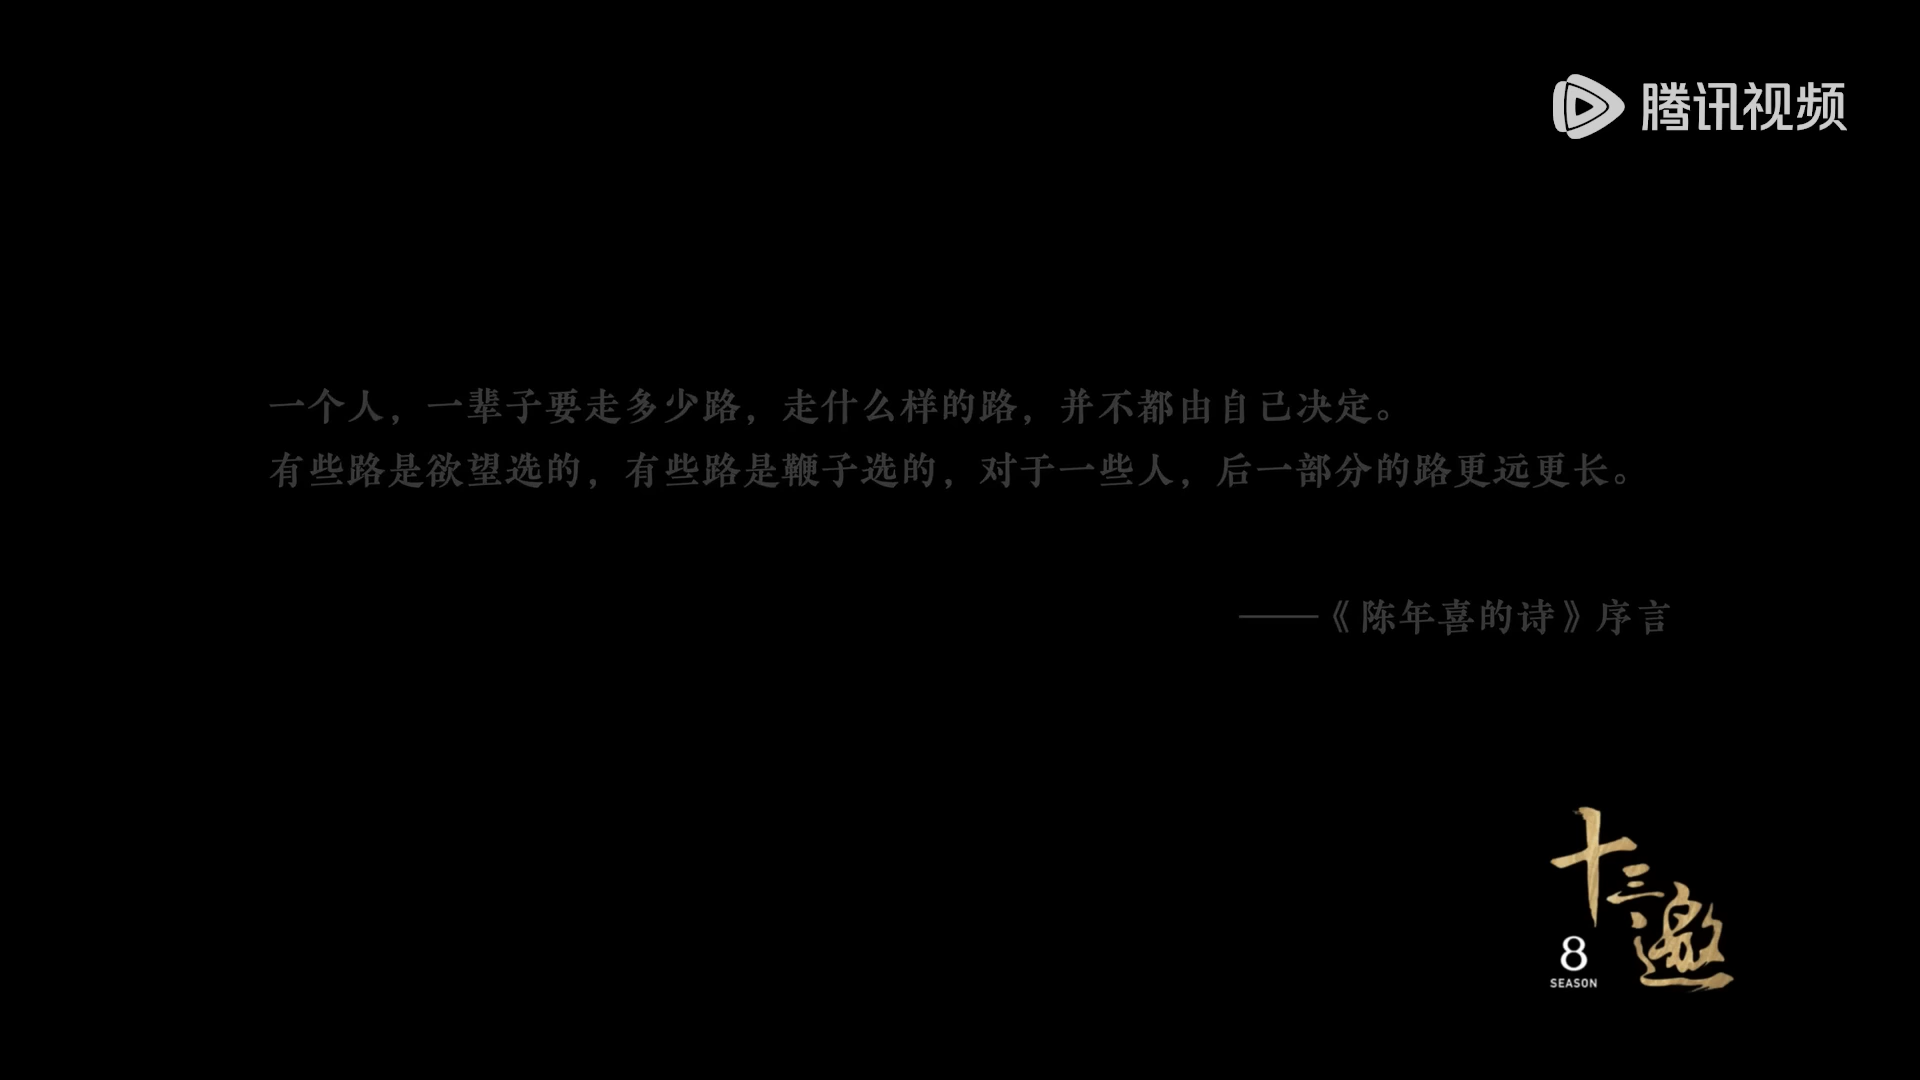 腾讯视频
一个人，一辈子要走多少路，走什么样的路，并不都由自己决定。
有些路是欲望选的，有些路是鞭子选的，对于一些人，后一部分的路更远更长。
——《陈年喜的诗》序言
十三邀
8
SEASON